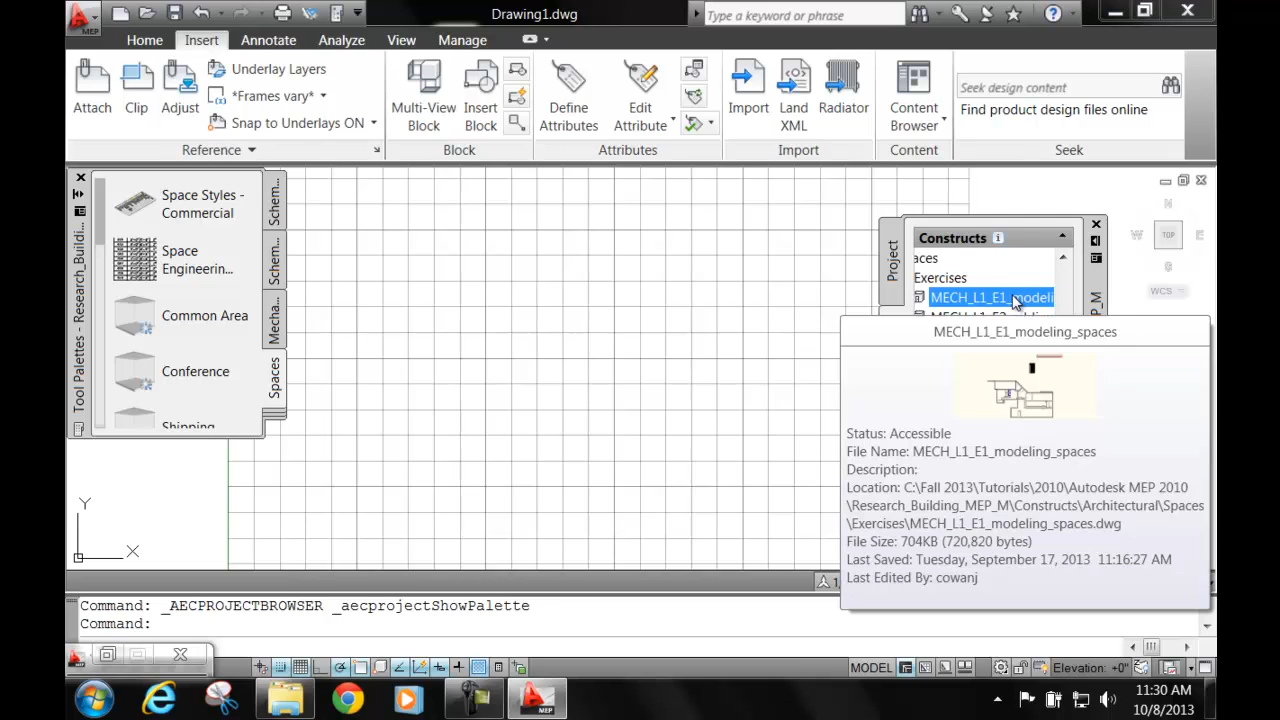 Drawing1.dwg
Type a keyword or phrase
MEP
Home Insert Annotate Analyze View Manage
Attach Clip Adjust
Underlay Layers
*Frames vary*
Snap to Underlays ON
Multi-View Block
Insert Block
Define Attributes
Edit Attribute
Import
Land XML
Radiator
Content Browser
Seek design content
Find product design files online
Reference Block Attributes Import Content Seek
Tool Palettes - Research_Buildi...
Space Styles - Commercial
Space Engineerin...
Common Area
Conference
Shipping
Schem...
Schem...
Mecha...
Spaces
Project
Constructs
aces
Exercises
MECH_L1_E1_modeli
P_M
N
W TOP E
WCS
MECH_L1_E1_modeling_spaces
Status: Accessible
File Name: MECH_L1_E1_modeling_spaces
Description:
Location: C:\Fall 2013\Tutorials\2010\Autodesk MEP 2010
\Research_Building_MEP_M\Constructs\Architectural\Spaces
\Exercises\MECH_L1_E1_modeling_spaces.dwg
File Size: 704KB (720,820 bytes)
Last Saved: Tuesday, September 17, 2013 11:16:27 AM
Last Edited By: cowanj
Y
X
Command: _AECPROJECTBROWSER _aecprojectShowPalette
Command:
MODEL
Elevation: +0"
MEP
11:30 AM
10/8/2013